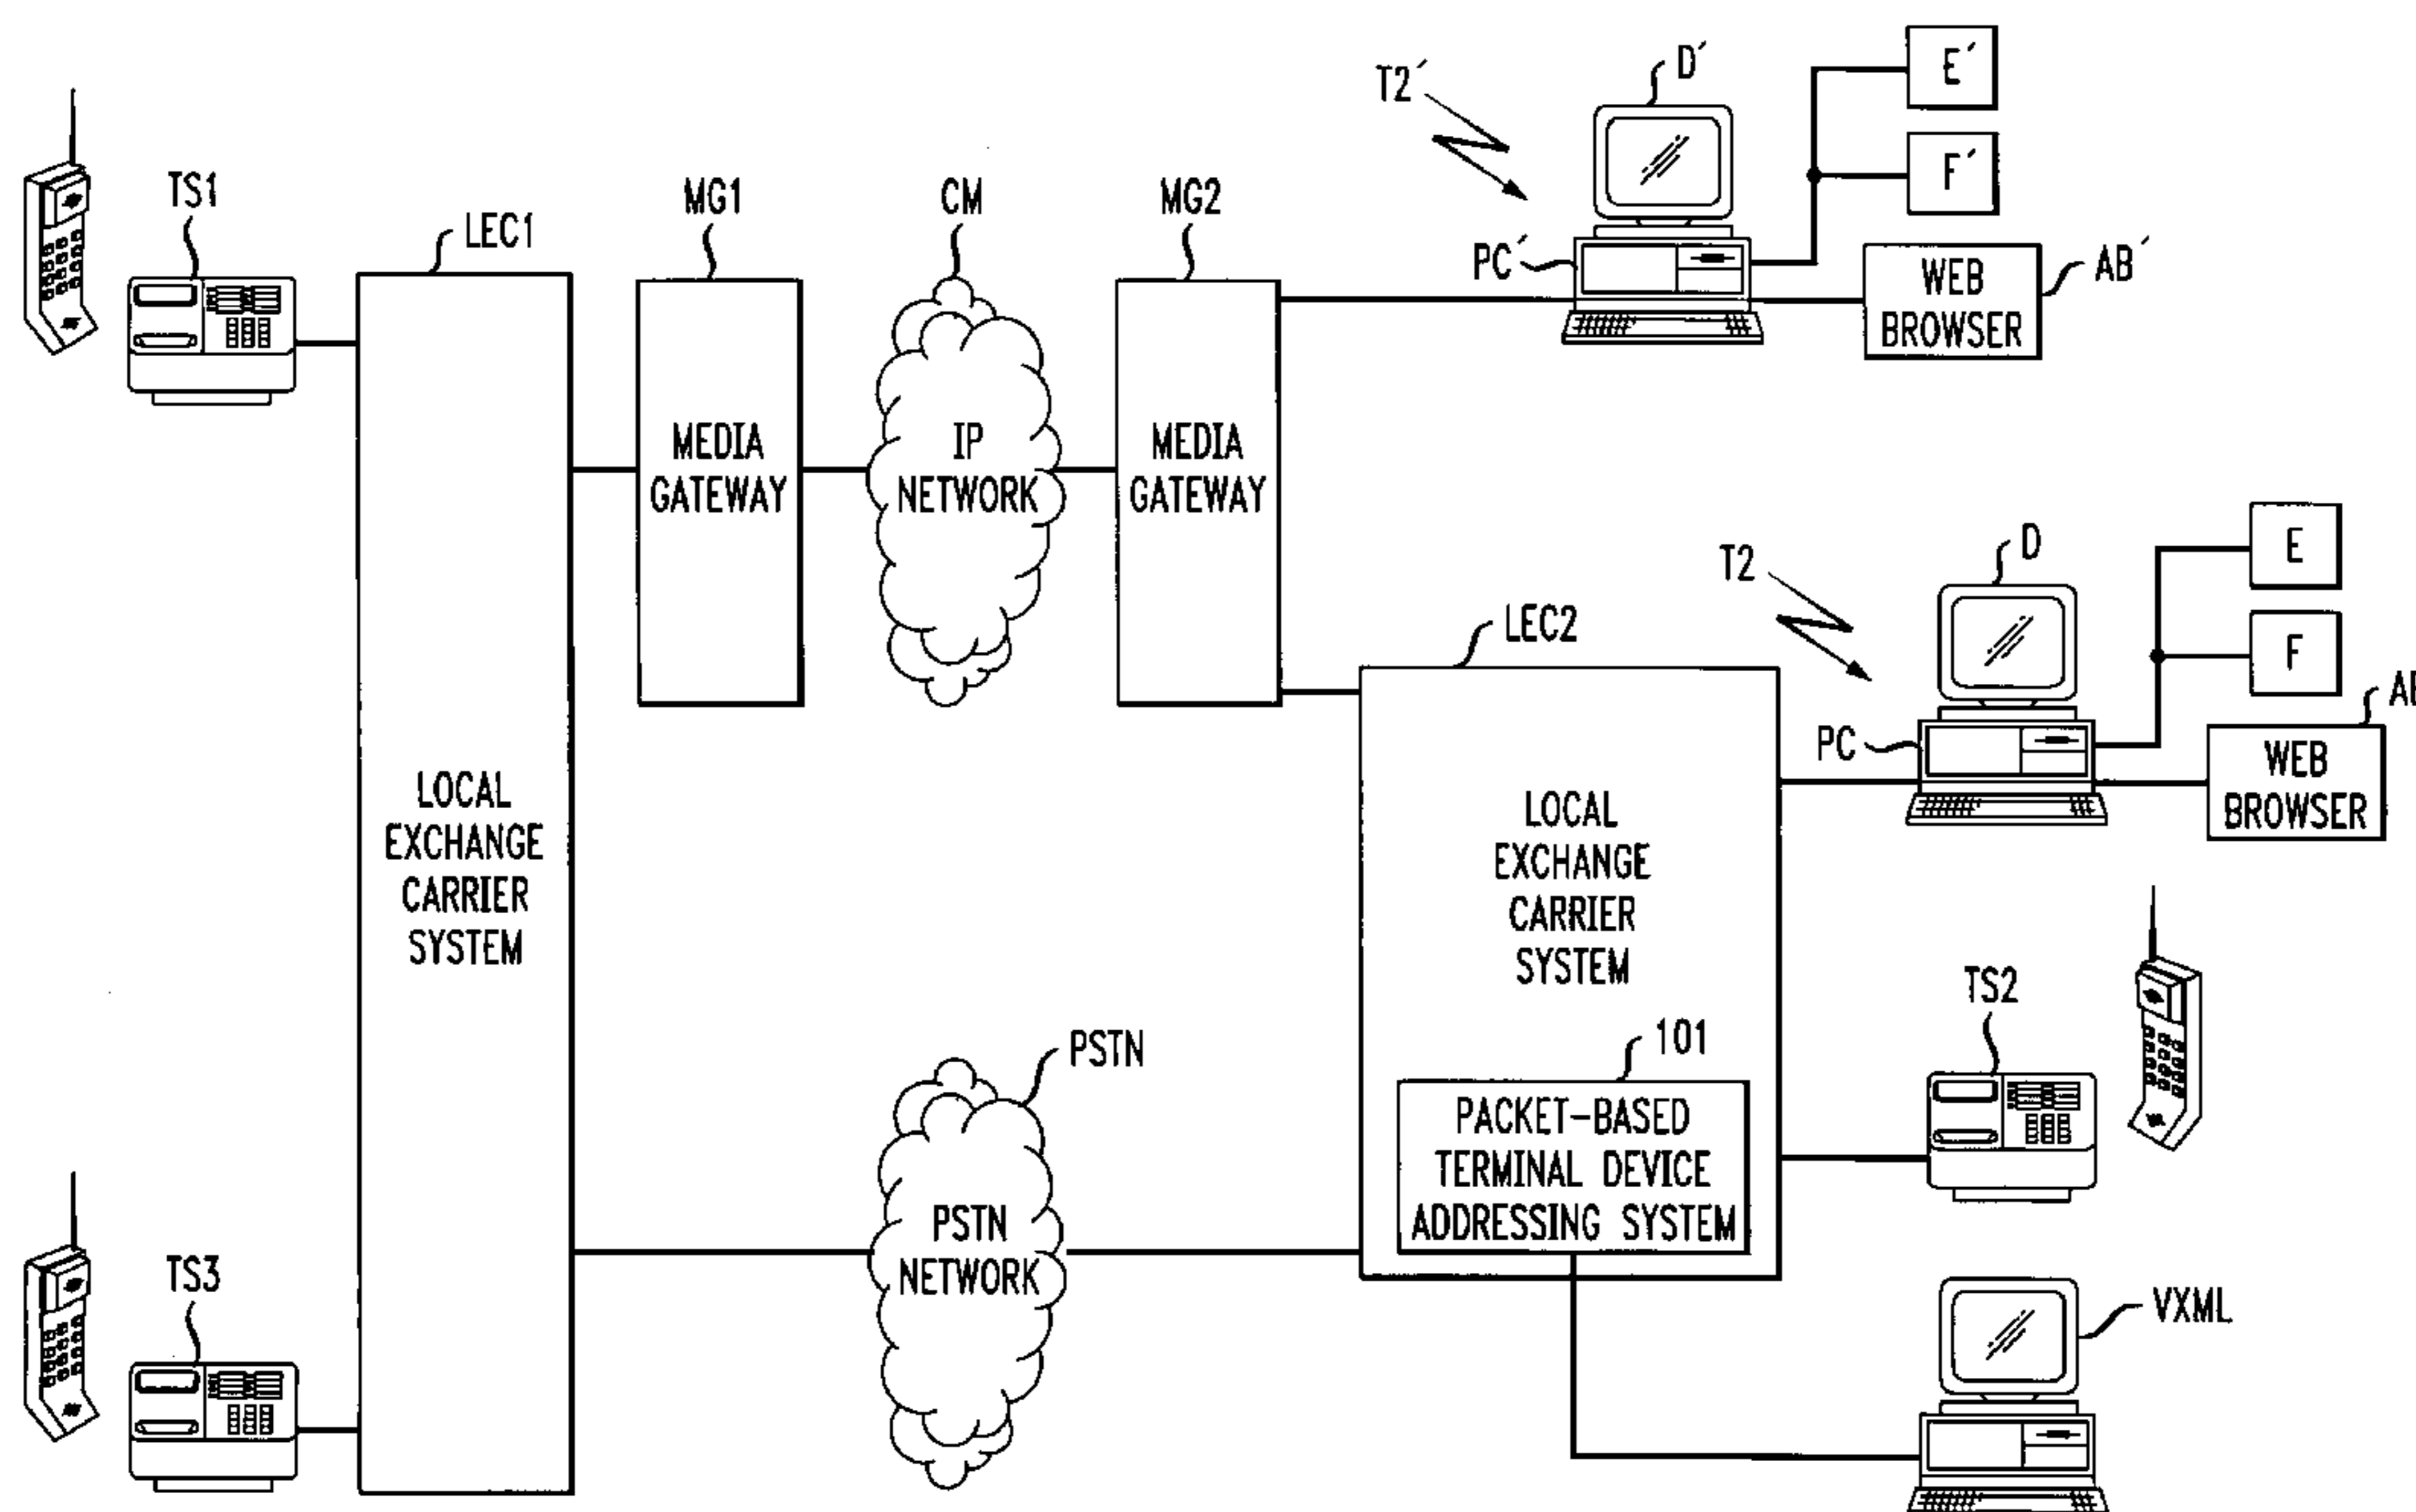 TS1
LEC1
MG1
CM
MG2
T2´
D´
E´
F´
PC´
AB´
WEB
BROWSER
MEDIA
GATEWAY
IP
NETWORK
MEDIA
GATEWAY
T2
D
E
F
PC
WEB
BROWSER
LEC2
LOCAL
EXCHANGE
CARRIER
SYSTEM
LOCAL
EXCHANGE
CARRIER
SYSTEM
TS2
101
PACKET-BASED
TERMINAL DEVICE
ADDRESSING SYSTEM
PSTN
PSTN
NETWORK
TS3
VXML